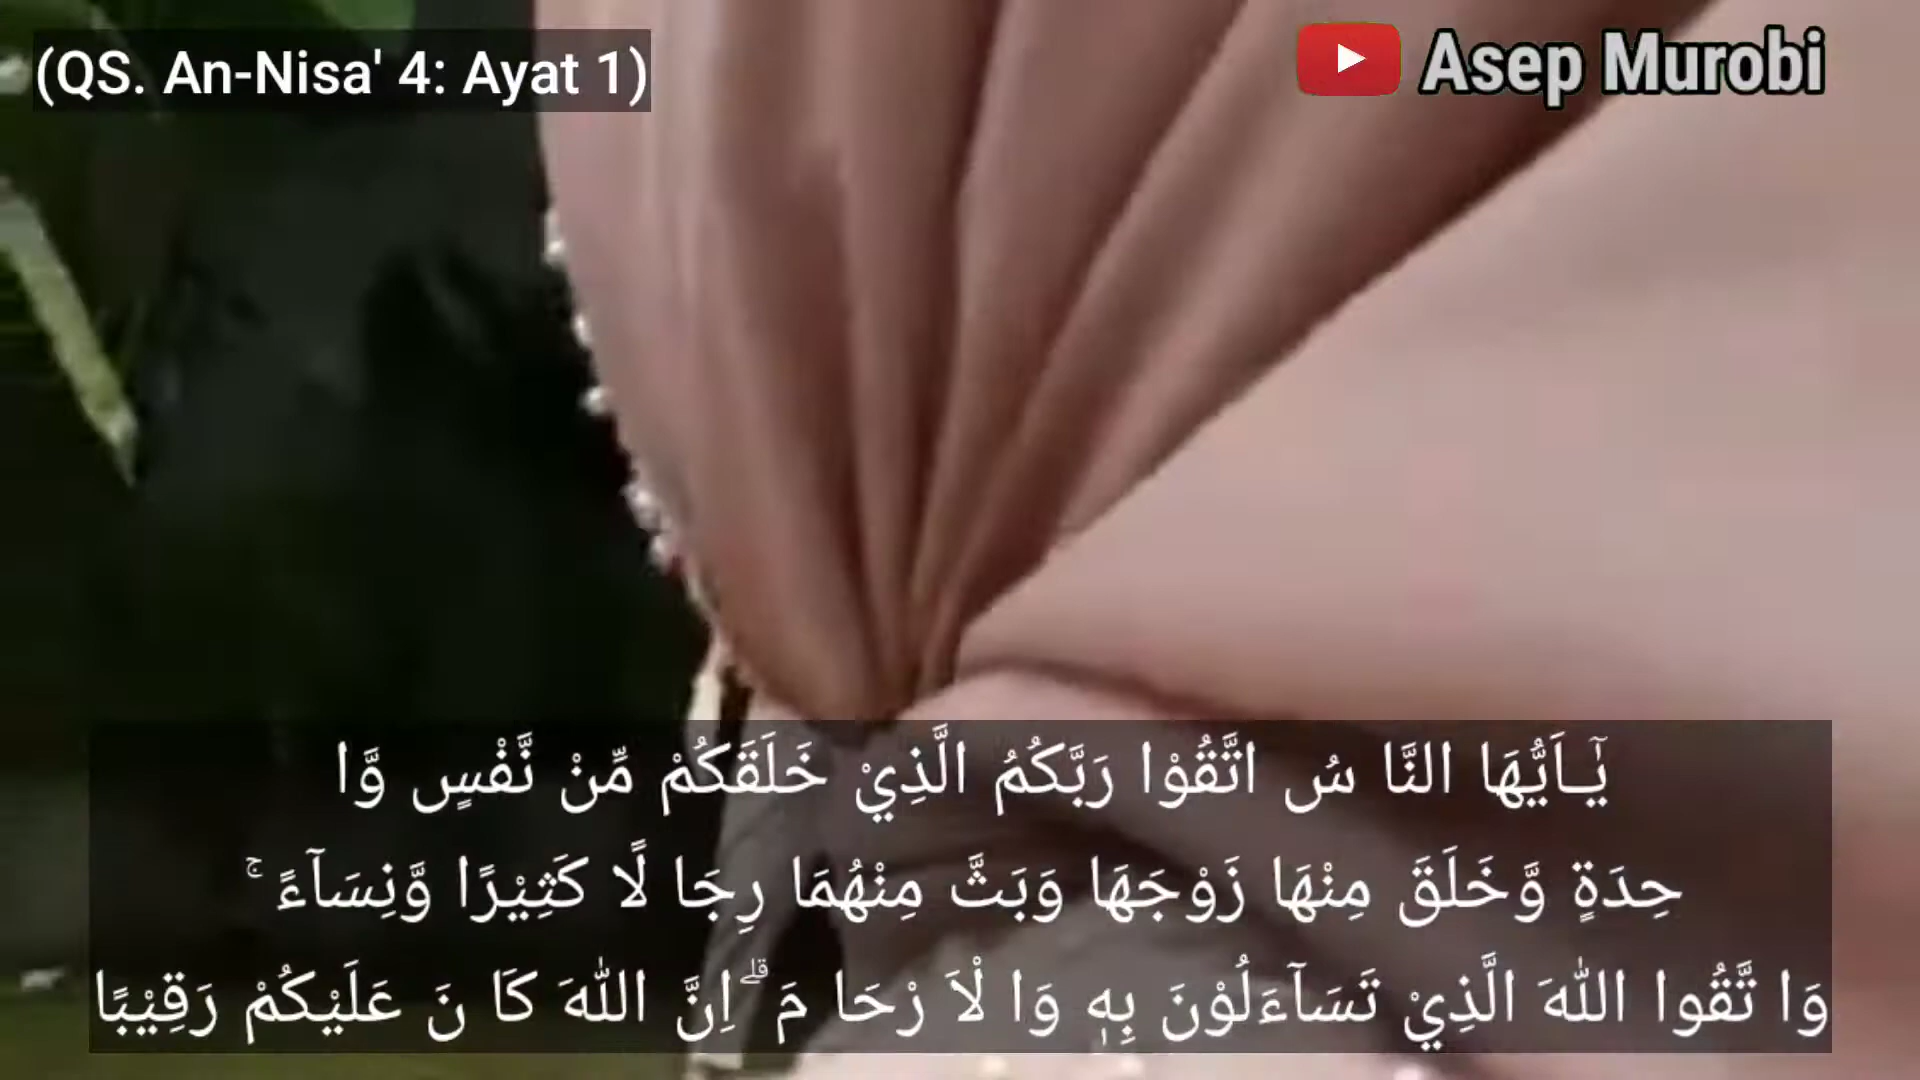 (QS. An-Nisa' 4: Ayat 1)
Asep Murobi
يٰۤـاَيُّهَا النَّا سُ اتَّقُوْا رَبَّكُمُ الَّذِيْ خَلَقَكُمْ مِّنْ نَّفْسٍ وَّا
حِدَةٍ وَّخَلَقَ مِنْهَا زَوْجَهَا وَبَثَّ مِنْهُمَا رِجَا لًا كَثِيْرًا وَّنِسَآءً ۚ
وَا تَّقُوا اللّٰهَ الَّذِيْ تَسَآءَلُوْنَ بِهٖ وَا لْاَ رْحَا مَ ۗ اِنَّ اللّٰهَ كَا نَ عَلَيْكُمْ رَقِيْبًا